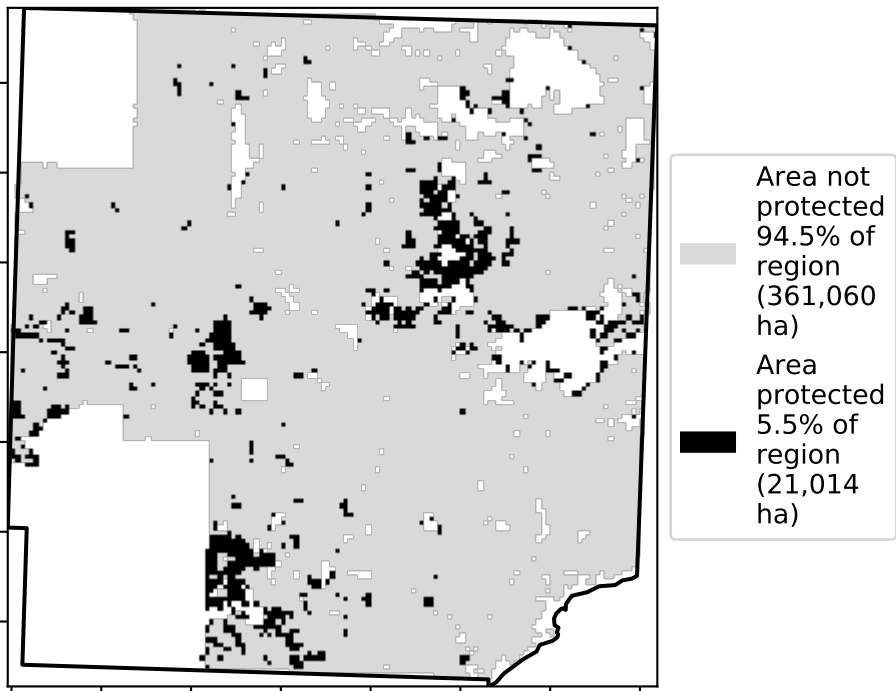 Area not
protected
94.5% of
region
(361,060
ha)
Area
protected
5.5% of
region
(21,014
ha)